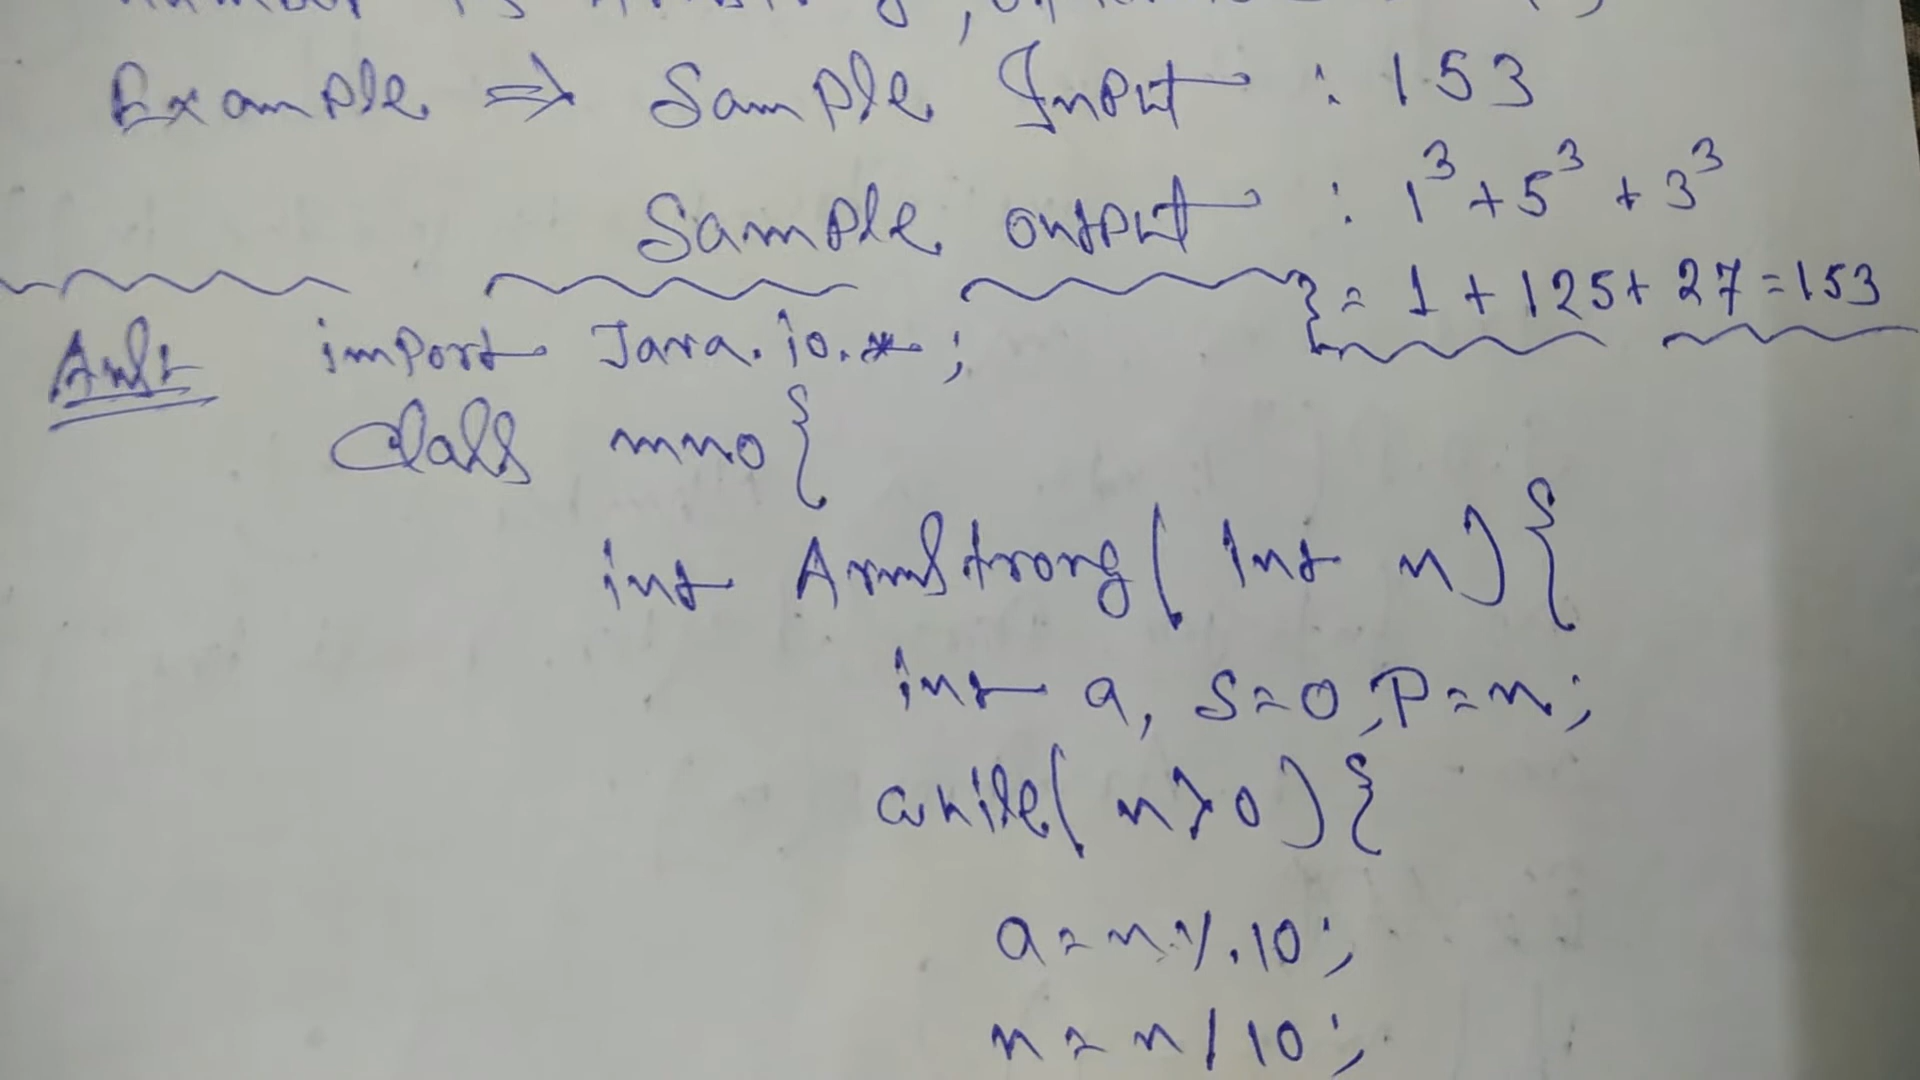 Example => Sample Input : 153
Sample output : 1³ + 5³ + 3³
= 1 + 125 + 27 = 153
Ans:- import Java.io.*;
class mno {
int Armstrong ( int n) {
int a, s=0, P=n;
while( n>0) {
a=n%10;
n=n/10;